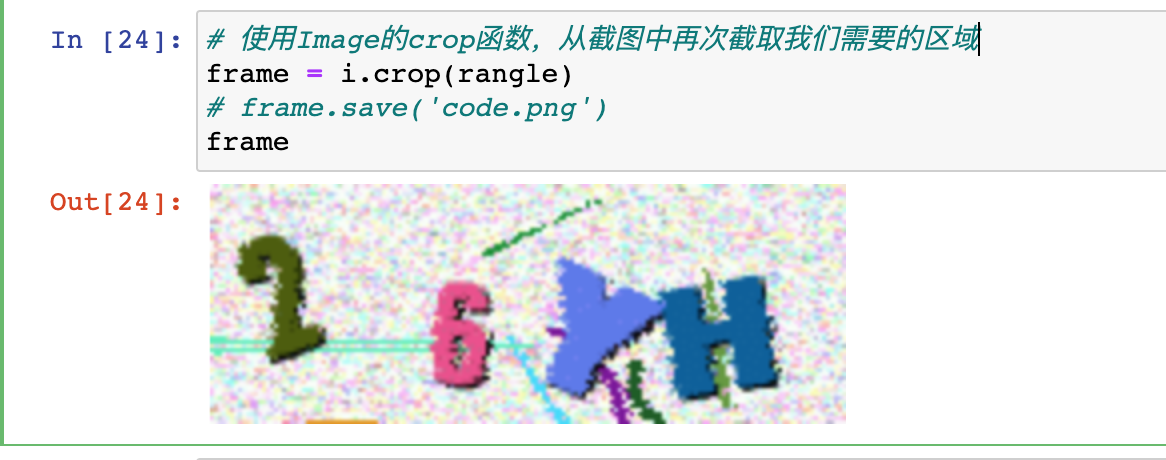 In [24]:
# 使用Image的crop函数，从截图中再次截取我们需要的区域
frame = i.crop(rangle)
# frame.save('code.png')
frame
Out[24]:
26YH